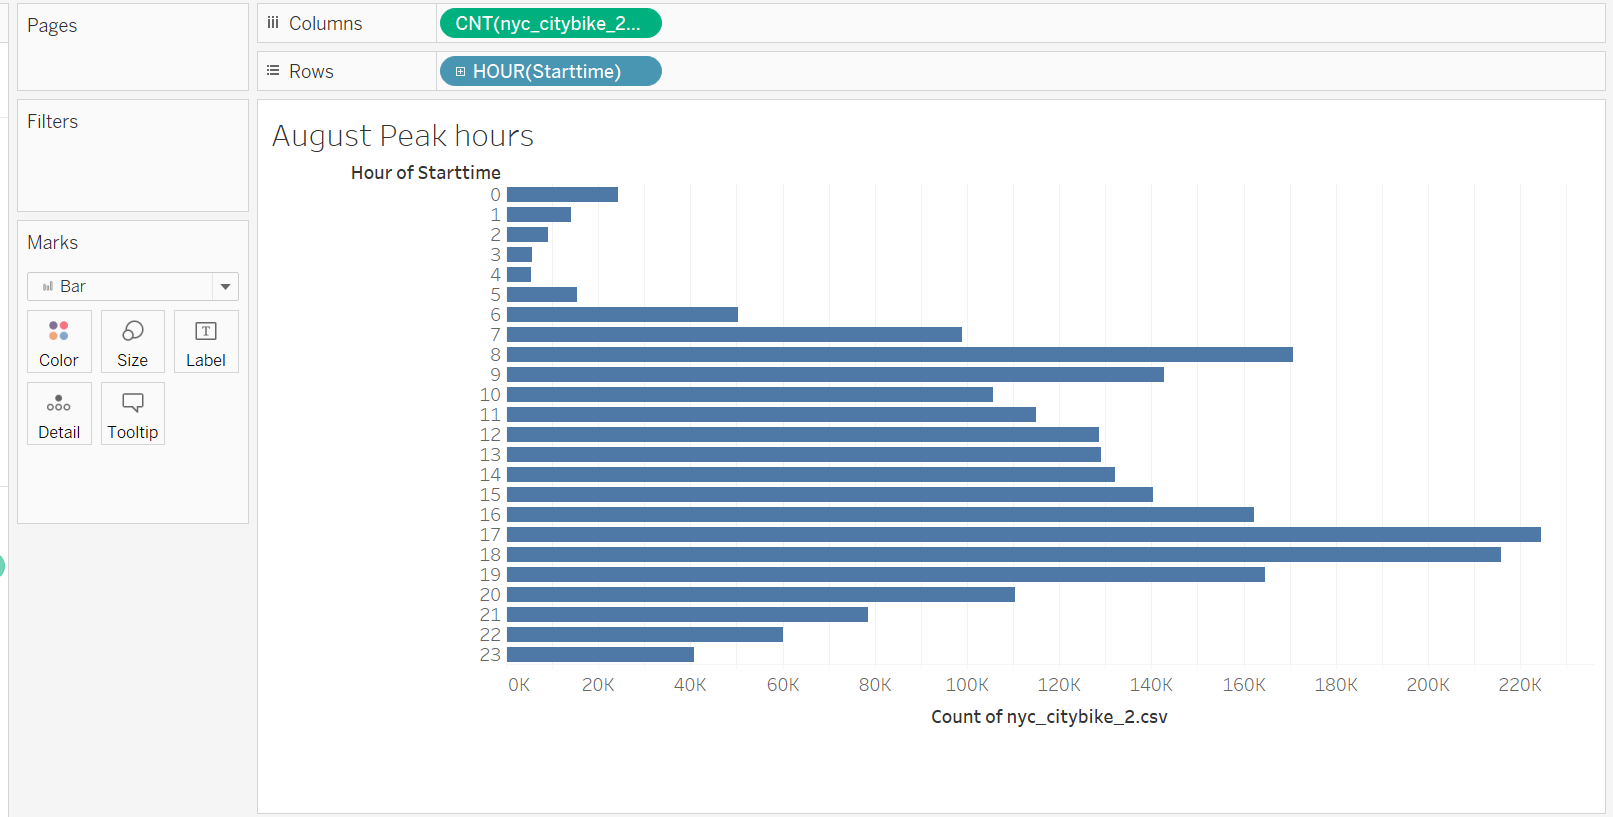 Pages
Filters
Marks
Bar
Color
Size
Label
Detail
Tooltip
Columns
CNT(nyc_citybike_2...
Rows
HOUR(Starttime)
August Peak hours
Hour of Starttime
0
1
2
3
4
5
6
7
8
9
10
11
12
13
14
15
16
17
18
19
20
21
22
23
0K 20K 40K 60K 80K 100K 120K 140K 160K 180K 200K 220K
Count of nyc_citybike_2.csv